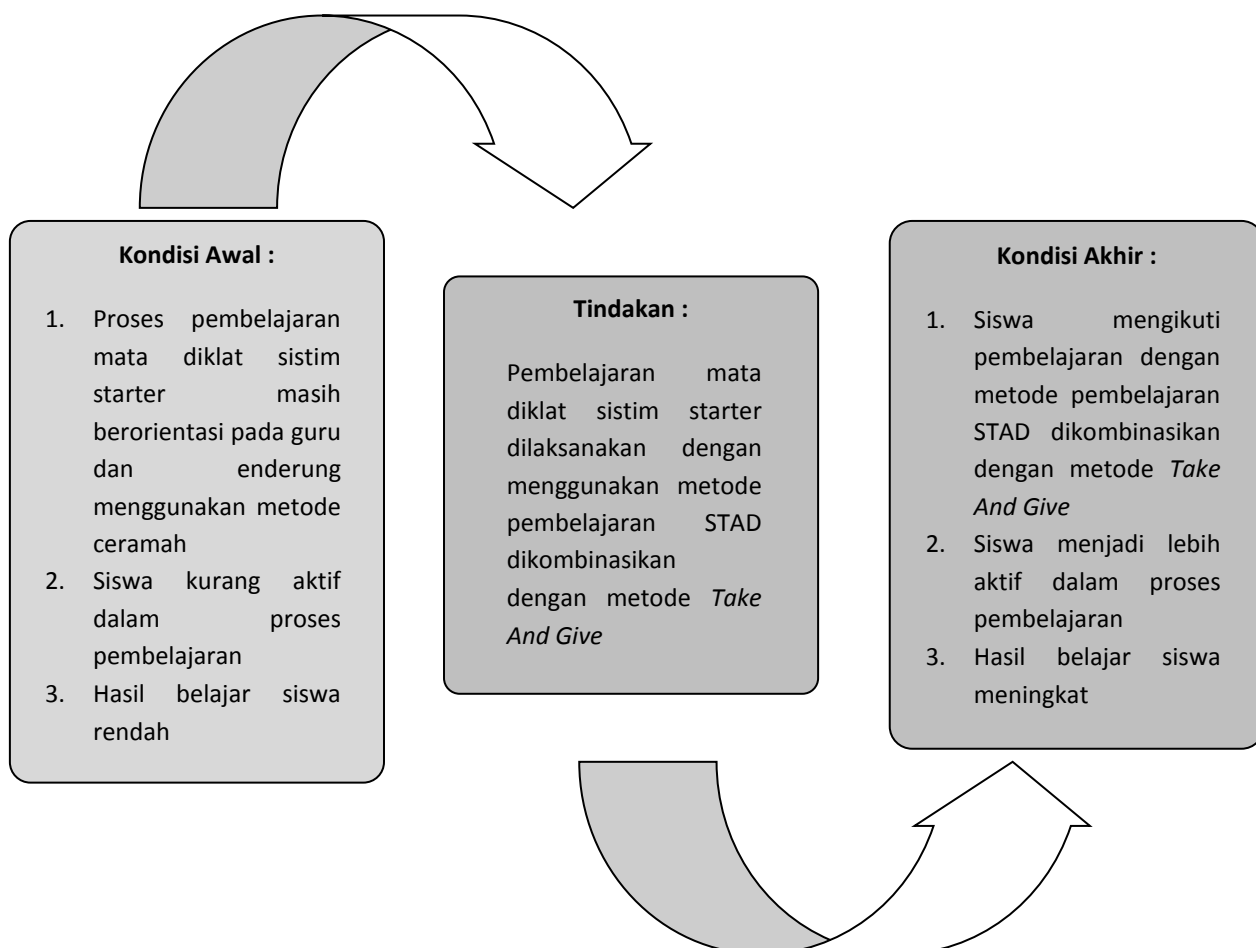 Kondisi Awal :
1. Proses pembelajaran
mata diklat sistim
starter masih
berorientasi pada guru
dan enderung
menggunakan metode
ceramah
2. Siswa kurang aktif
dalam proses
pembelajaran
3. Hasil belajar siswa
rendah
Tindakan :
Pembelajaran mata
diklat sistim starter
dilaksanakan dengan
menggunakan metode
pembelajaran STAD
dikombinasikan
dengan metode Take
And Give
Kondisi Akhir :
1. Siswa mengikuti
pembelajaran dengan
metode pembelajaran
STAD dikombinasikan
dengan metode Take
And Give
2. Siswa menjadi lebih
aktif dalam proses
pembelajaran
3. Hasil belajar siswa
meningkat